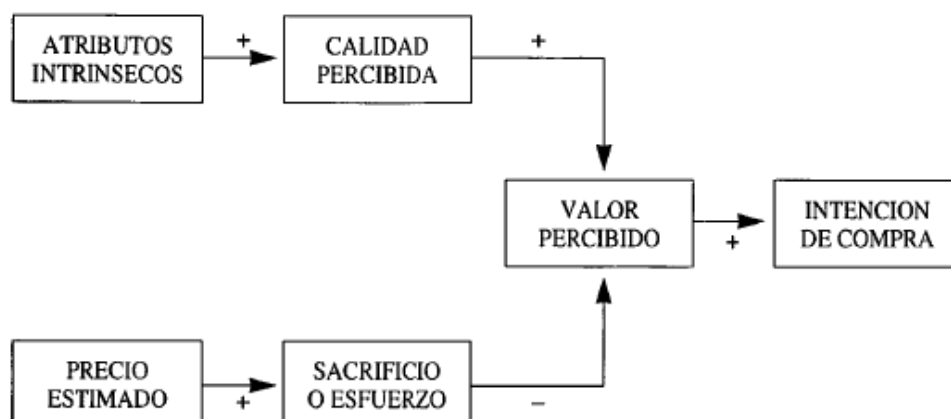 ATRIBUTOS
INTRINSECOS
+
CALIDAD
PERCIBIDA
+
VALOR
PERCIBIDO
+
INTENCION
DE COMPRA
PRECIO
ESTIMADO
+
SACRIFICIO
O ESFUERZO
–